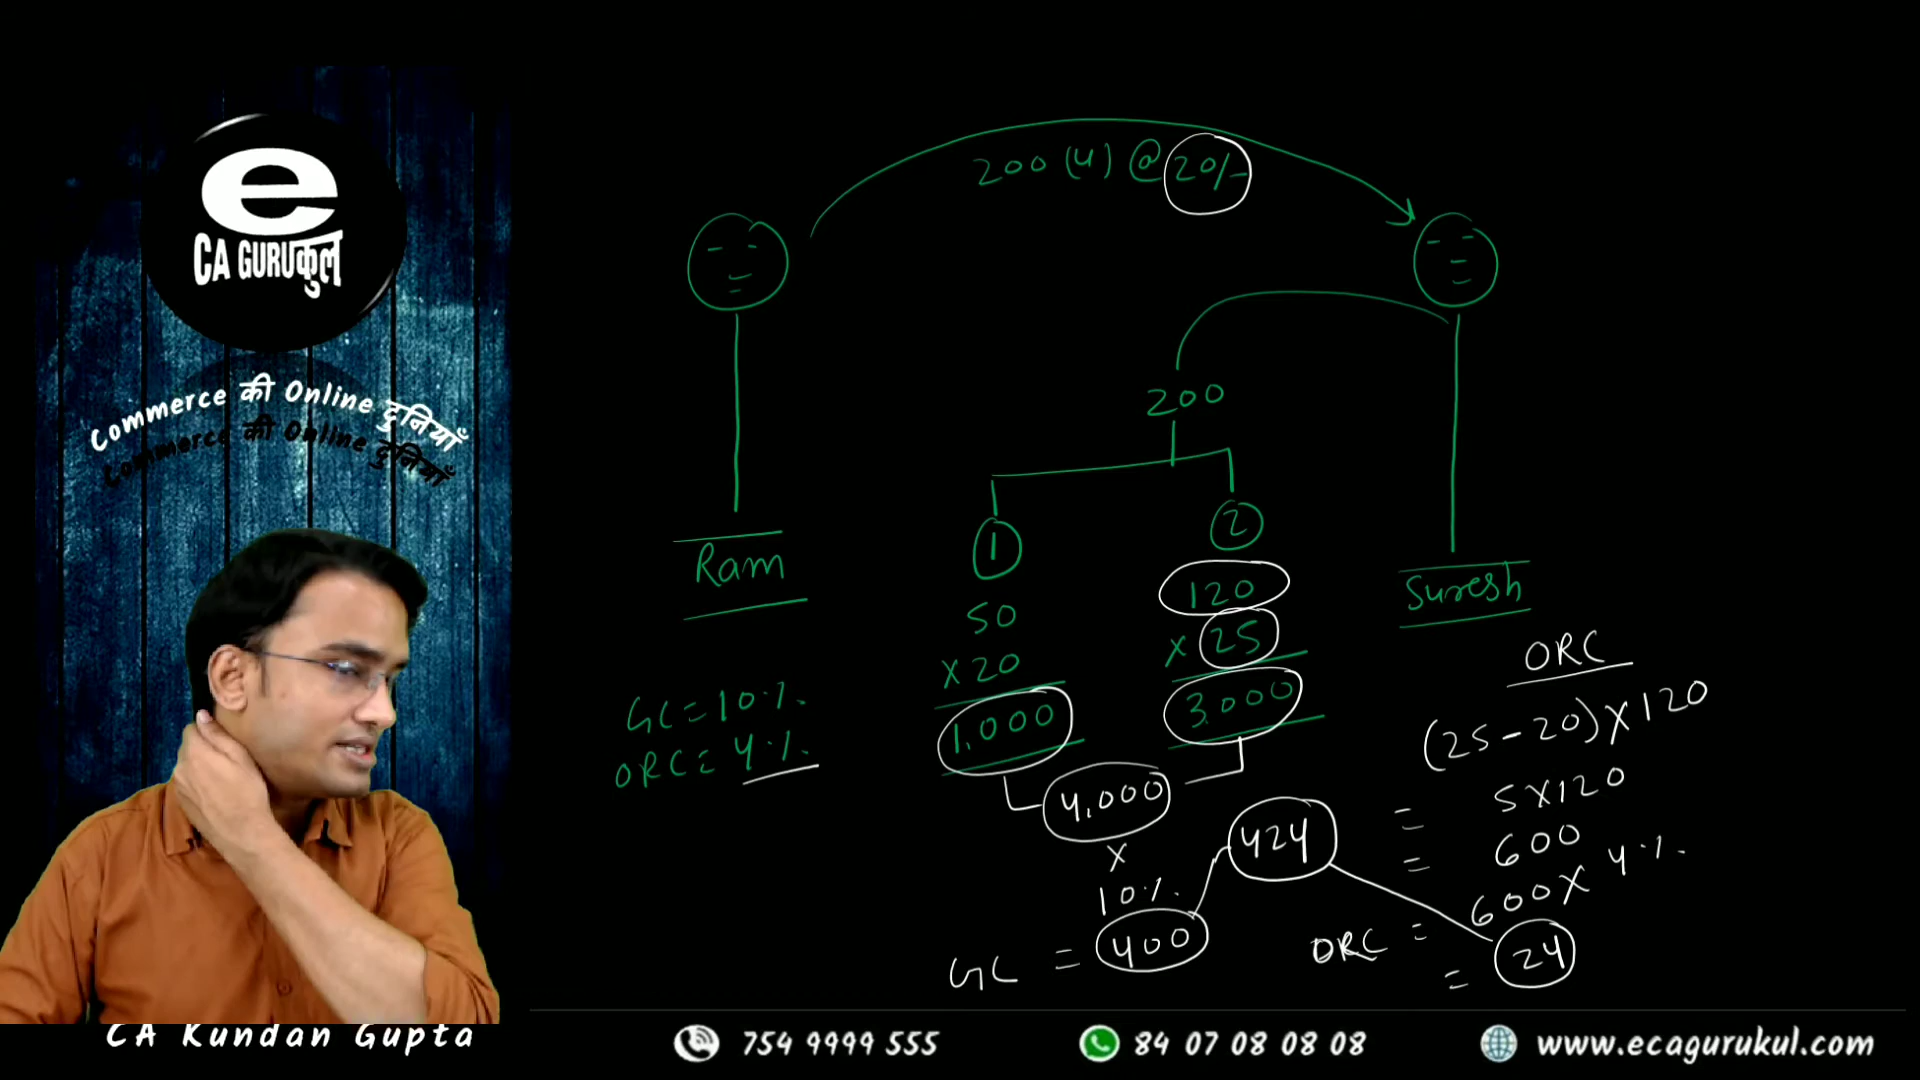 e
CA GURUकुल
Commerce की Online दुनियाँ
Commerce की Online दुनियाँ
CA Kundan Gupta
200 (4) @ 20/-
200
1
2
Ram
Suresh
50
x 20
1,000
120
x 25
3,000
GC = 10%.
ORC = 4%.
4,000
x
10%.
GC = 400
424
ORC
(25-20) x 120
= 5x120
= 600
ORC = 600 x 4%.
= 24
754 9999 555
84 07 08 08 08
www.ecagurukul.com